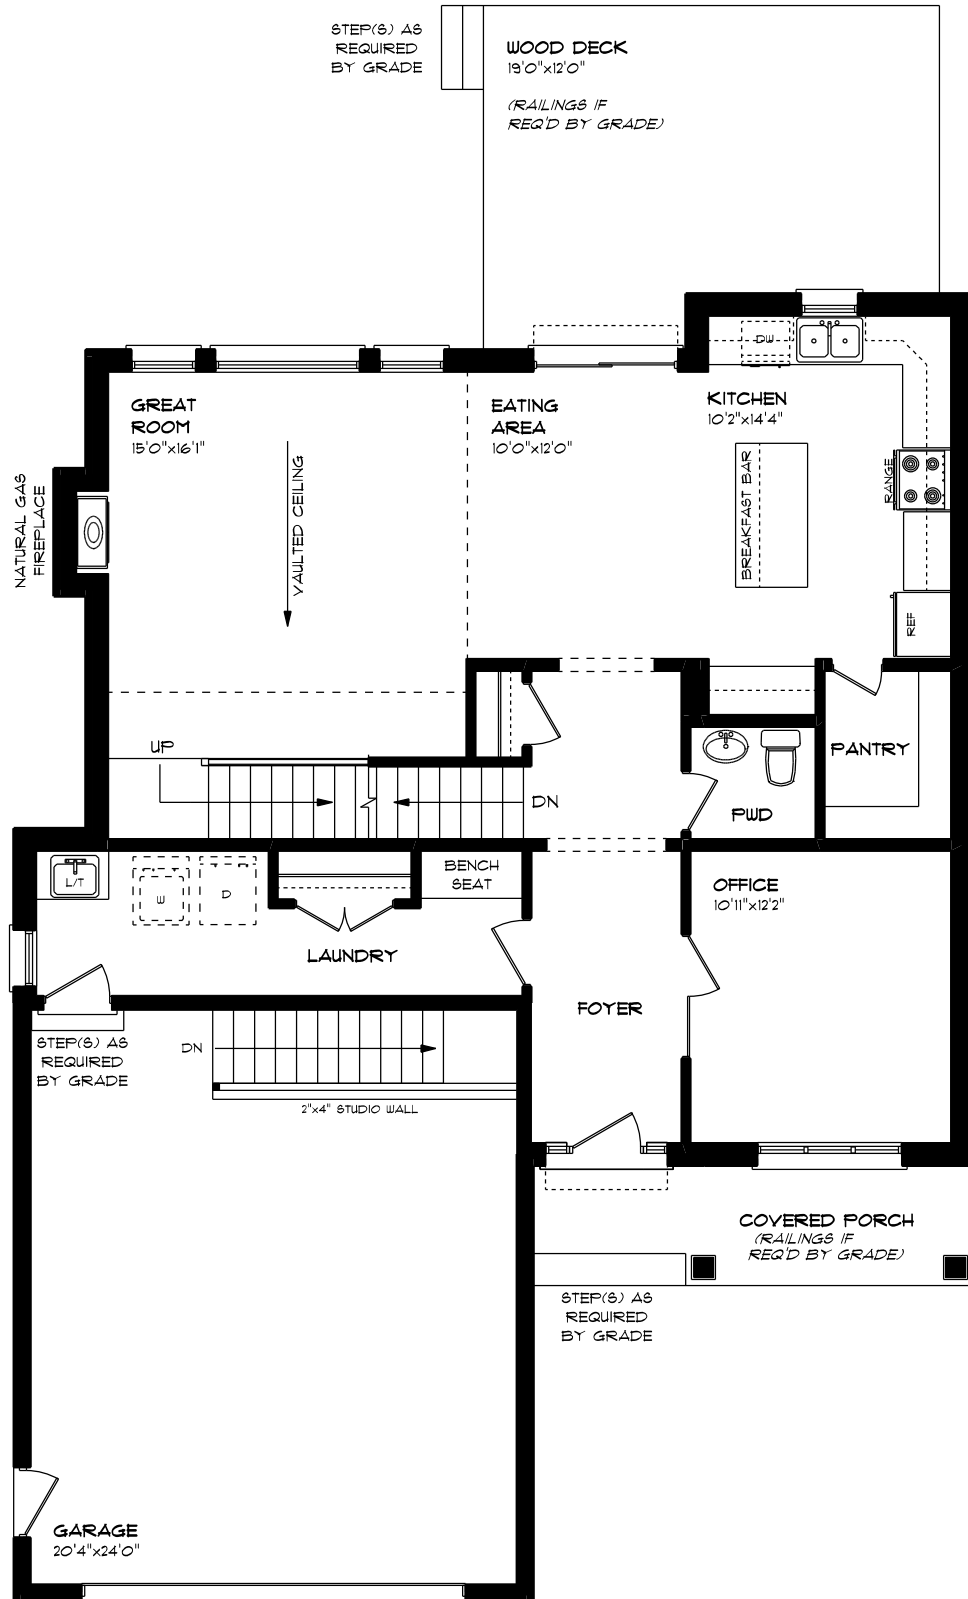 STEP(S) AS
REQUIRED
BY GRADE
WOOD DECK
19'0"x12'0"
(RAILINGS IF
REQ'D BY GRADE)
DW
GREAT
ROOM
15'0"x16'1"
EATING
AREA
10'0"x12'0"
KITCHEN
10'2"x14'4"
NATURAL GAS
FIREPLACE
VAULTED CEILING
BREAKFAST BAR
RANGE
REF
UP
DN
PWD
PANTRY
L/T
W
D
BENCH
SEAT
LAUNDRY
OFFICE
10'11"x12'2"
FOYER
STEP(S) AS
REQUIRED
BY GRADE
DN
2"x4" STUDIO WALL
COVERED PORCH
(RAILINGS IF
REQ'D BY GRADE)
STEP(S) AS
REQUIRED
BY GRADE
GARAGE
20'4"x24'0"